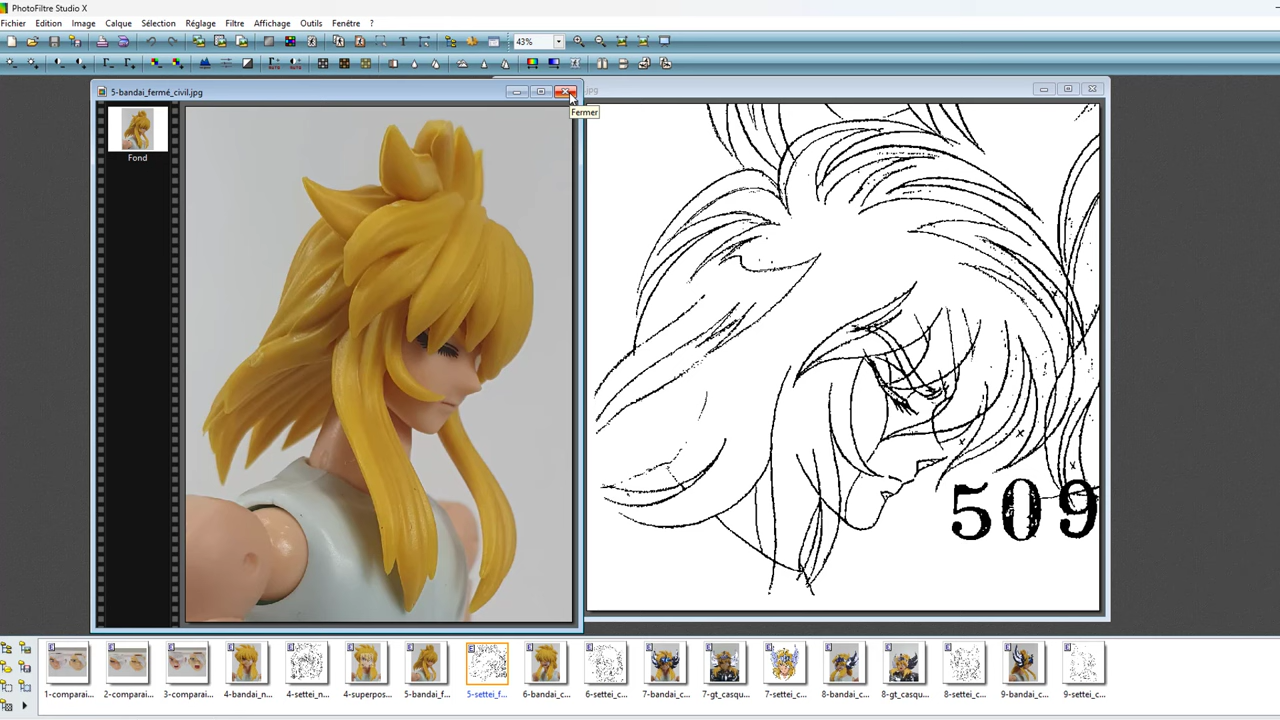 PhotoFiltre Studio X
Fichier Edition Image Calque Sélection Réglage Filtre Affichage Outils Fenêtre ?
43%
5-bandai_fermé_civil.jpg
jpg
Fermer
Fond
509
1-comparai... 2-comparai... 3-comparai... 4-bandai_n... 4-settei_n... 4-superpos... 5-bandai_f... 5-settei_f... 6-bandai_c... 6-settei_c... 7-bandai_c... 7-gt_casqu... 7-settei_c... 8-bandai_c... 8-gt_casqu... 8-settei_c... 9-bandai_c... 9-settei_c...